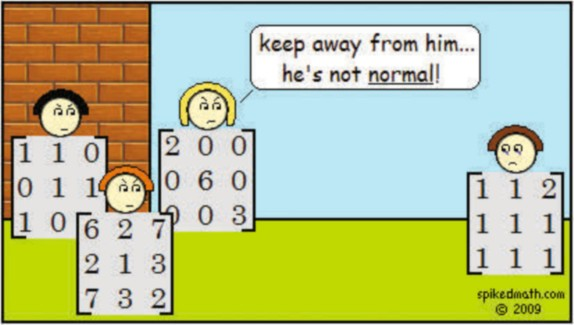 keep away from him...
he's not normal!
1 1 0
0 1 1
1 0
2 0 0
0 6 0
0 0 3
6 2 7
2 1 3
7 3 2
1 1 2
1 1 1
1 1 1
spikedmath.com
© 2009